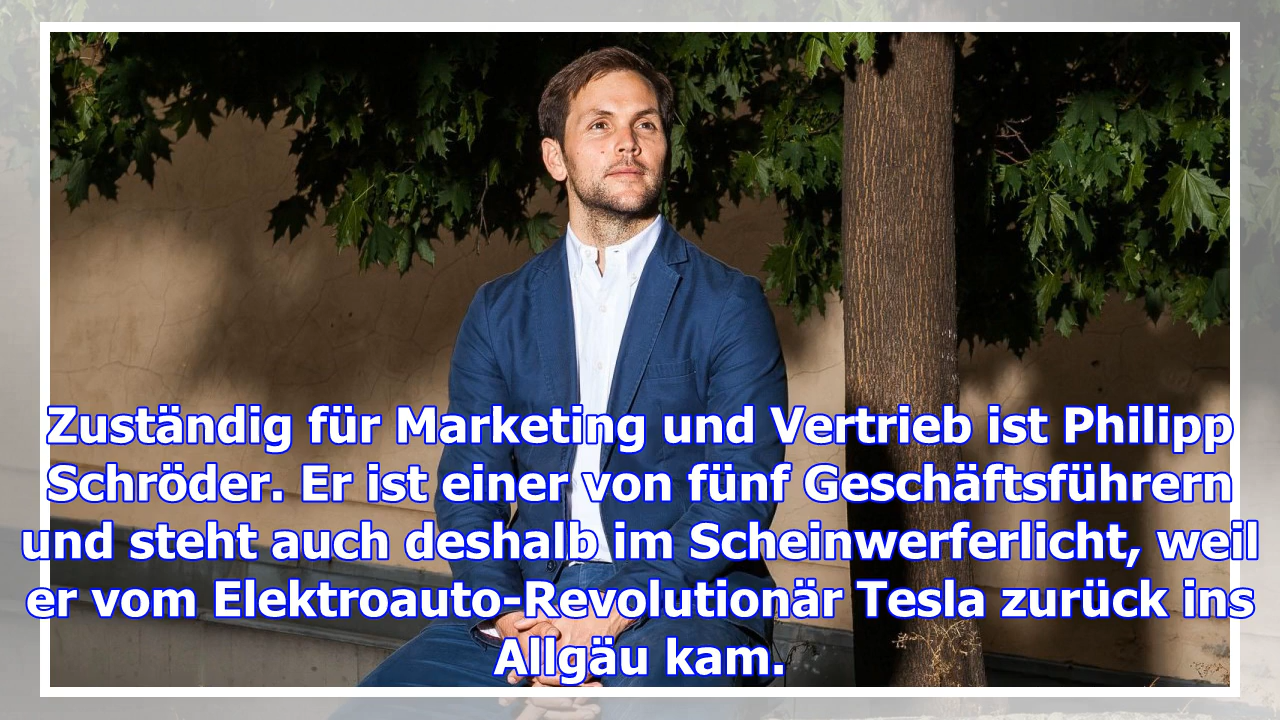 Zuständig für Marketing und Vertrieb ist Philipp
Schröder. Er ist einer von fünf Geschäftsführern
und steht auch deshalb im Scheinwerferlicht, weil
er vom Elektroauto-Revolutionär Tesla zurück ins
Allgäu kam.